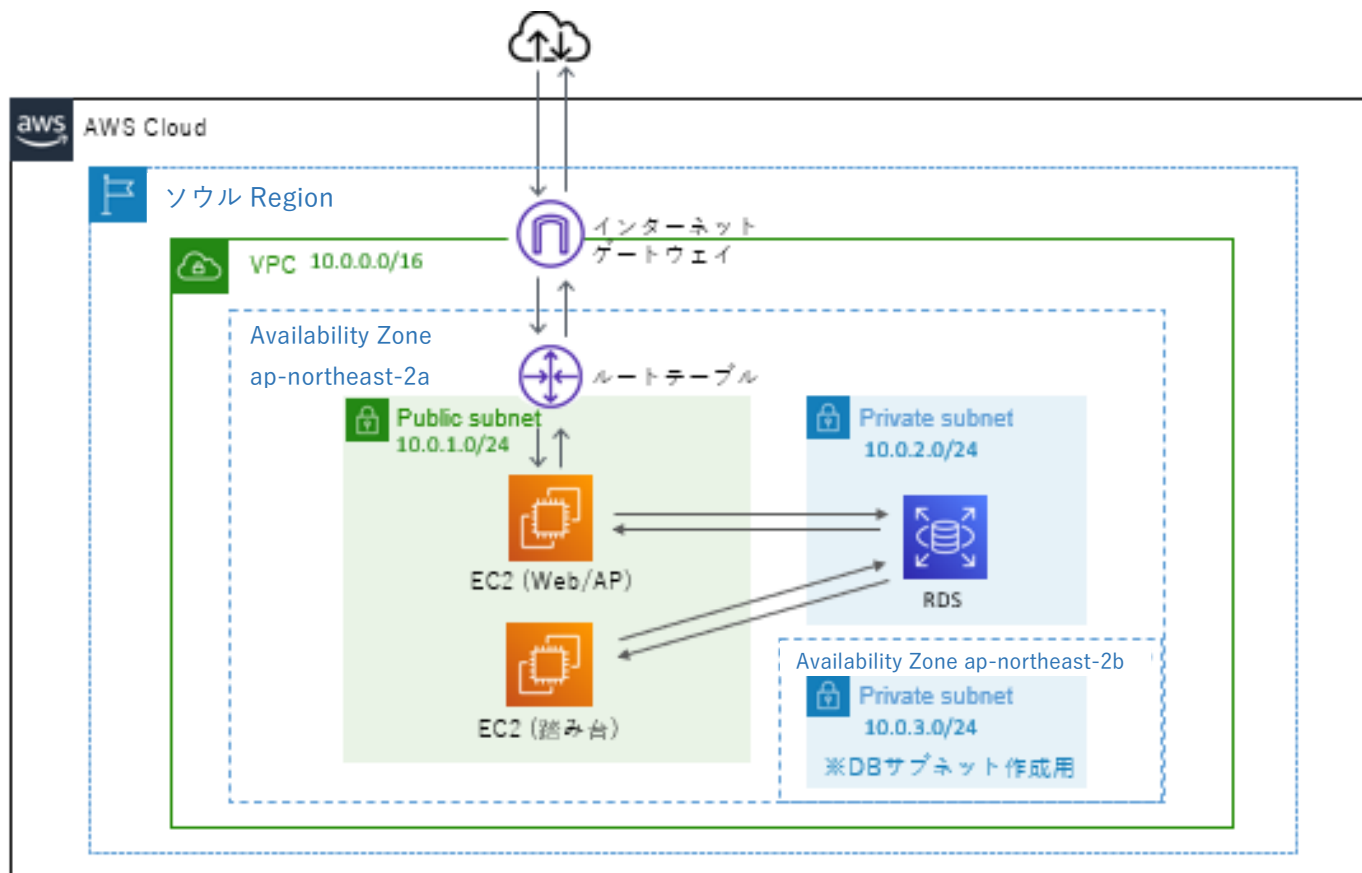 aws
AWS Cloud
ソウル Region
インターネット
ゲートウェイ
VPC 10.0.0.0/16
Availability Zone
ap-northeast-2a
ルートテーブル
Public subnet
10.0.1.0/24
Private subnet
10.0.2.0/24
EC2 (Web/AP)
RDS
EC2 (踏み台)
Availability Zone ap-northeast-2b
Private subnet
10.0.3.0/24
※DBサブネット作成用